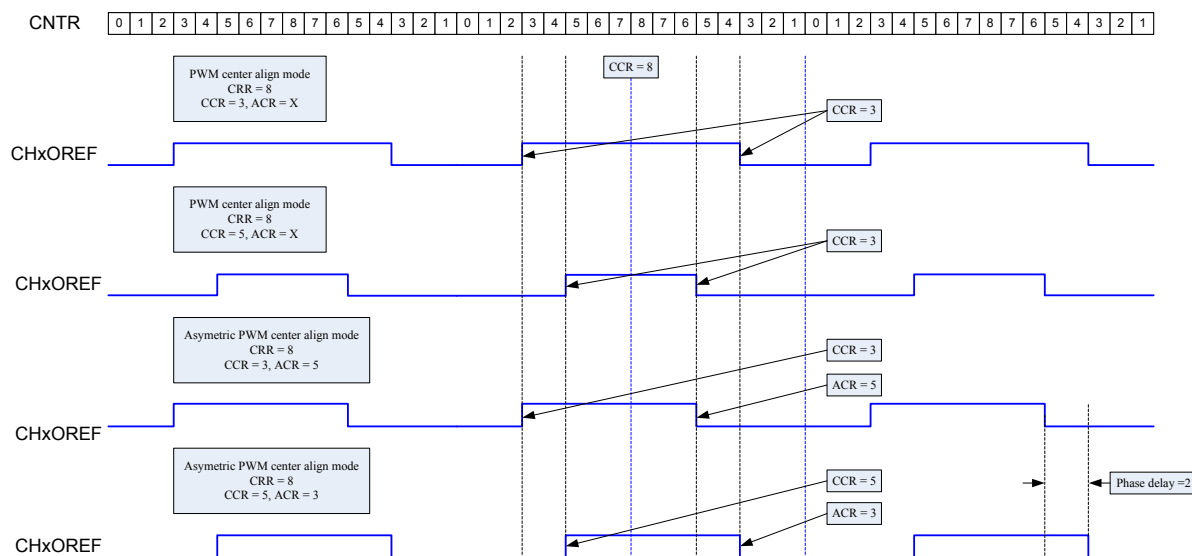 CNTR 0 1 2 3 4 5 6 7 8 7 6 5 4 3 2 1 0 1 2 3 4 5 6 7 8 7 6 5 4 3 2 1 0 1 2 3 4 5 6 7 8 7 6 5 4 3 2 1
CCR = 8
PWM center align mode
CRR = 8
CCR = 3, ACR = X
CCR = 3
CHxOREF
PWM center align mode
CRR = 8
CCR = 5, ACR = X
CCR = 3
CHxOREF
Asymetric PWM center align mode
CRR = 8
CCR = 3, ACR = 5
CCR = 3
ACR = 5
CHxOREF
Asymetric PWM center align mode
CRR = 8
CCR = 5, ACR = 3
CCR = 5
ACR = 3
Phase delay =2
CHxOREF